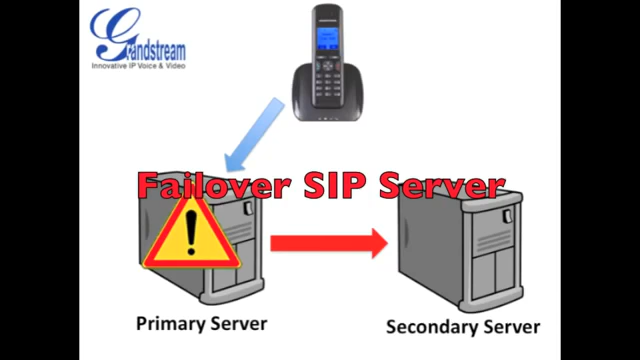 Grandstream
Innovative IP Voice & Video
Failover SIP Server
Primary Server
Secondary Server